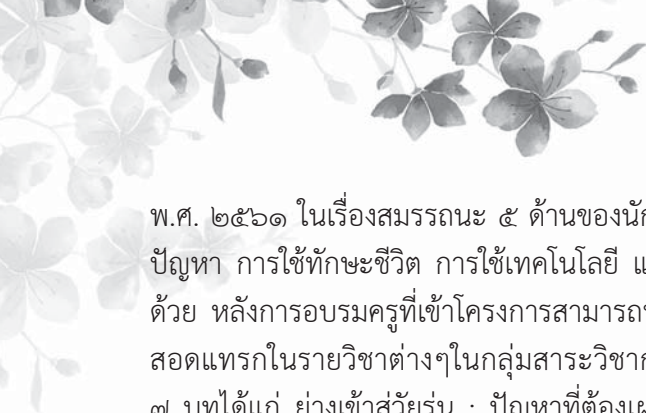 พ.ศ. ๒๕๖๑ ในเรื่องสมรรถนะ ๕ ด้านของนัก
ปัญหา การใช้ทักษะชีวิต การใช้เทคโนโลยี แ
ด้วย หลังการอบรมครูที่เข้าโครงการสามารถ
สอดแทรกในรายวิชาต่างๆในกลุ่มสาระวิชาก
๗ บทได้แก่ ย่างเข้าสู่วัยรุ่น : ปัญหาที่ต้องเผ